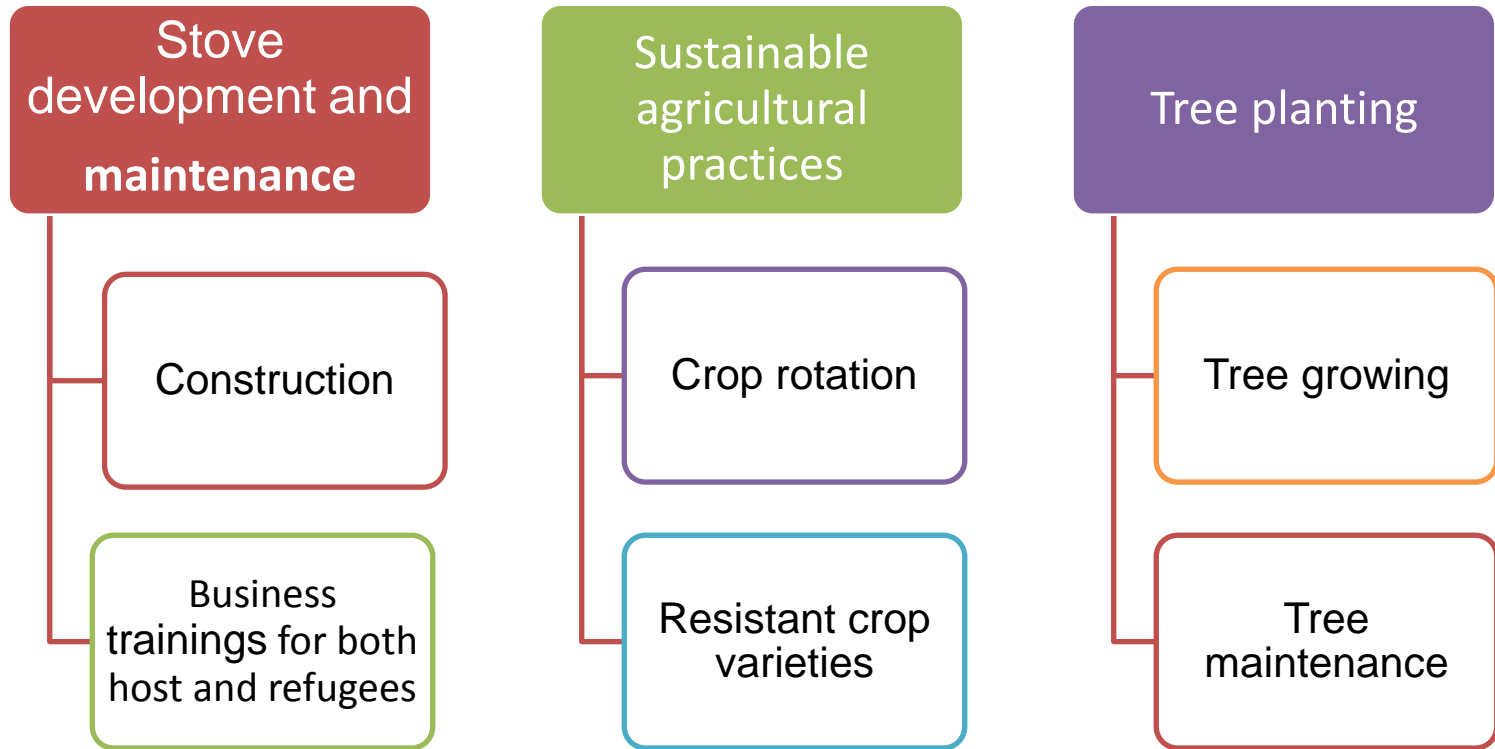 Stove
development and
maintenance
Construction
Business
trainings for both
host and refugees
Sustainable
agricultural
practices
Crop rotation
Resistant crop
varieties
Tree planting
Tree growing
Tree
maintenance